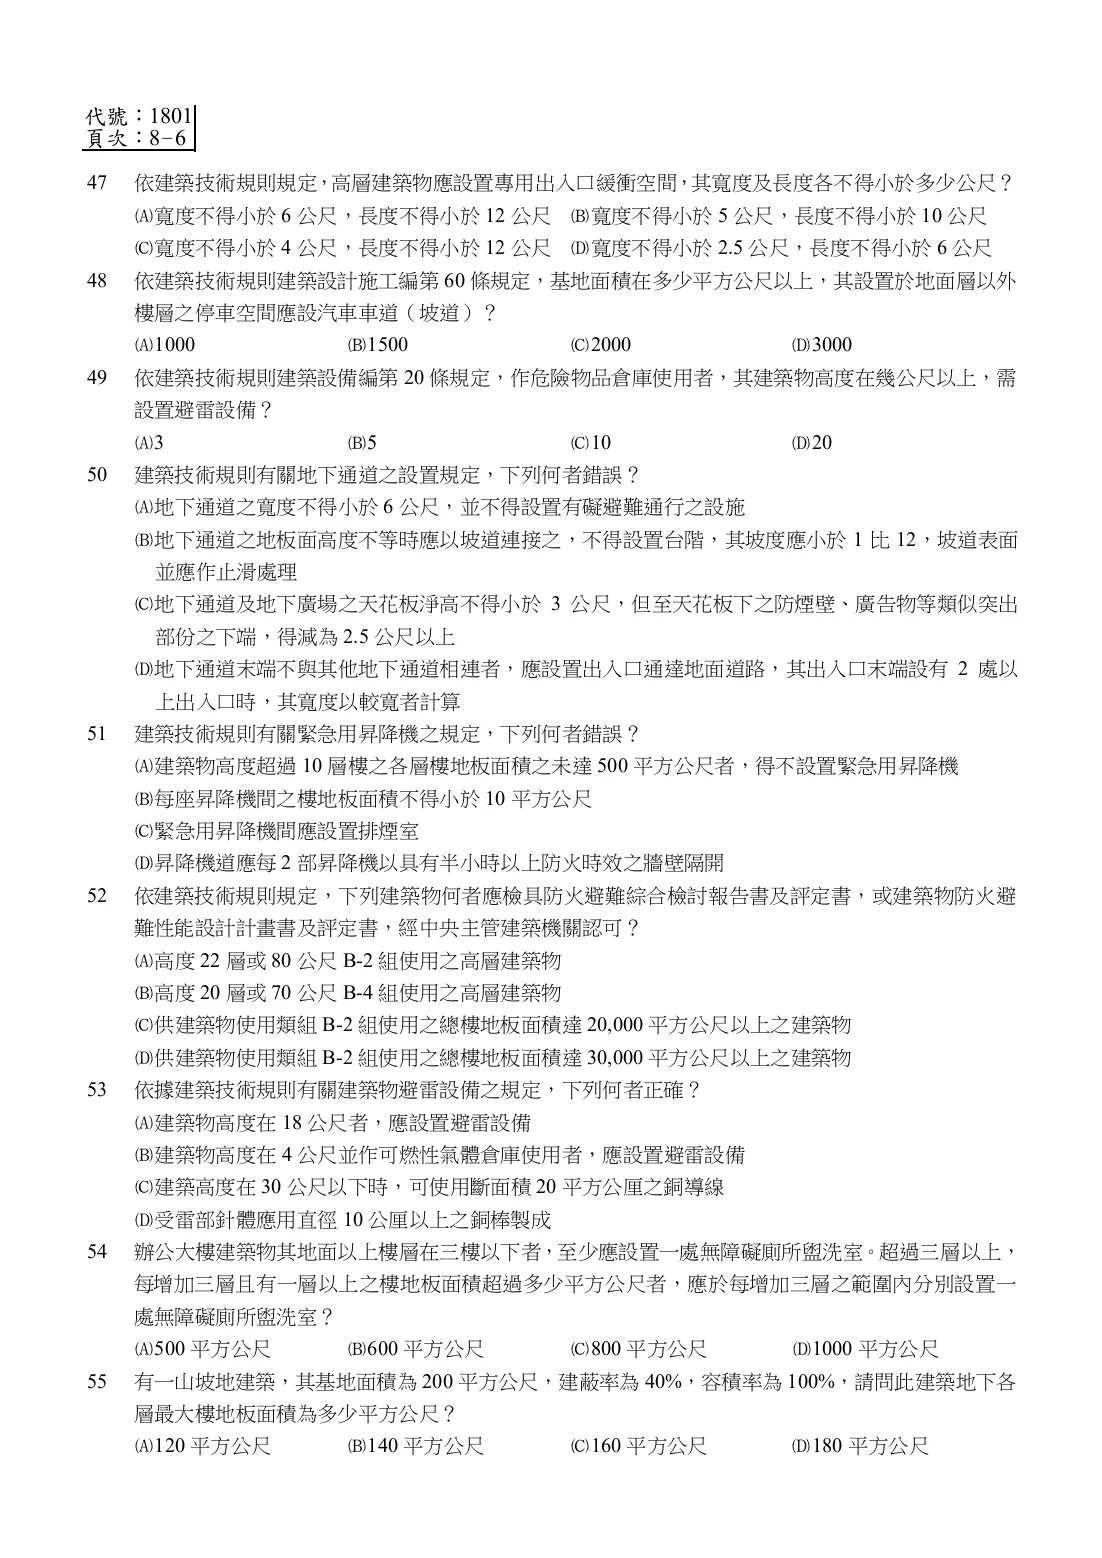 代號：1801
頁次：8－6
47 依建築技術規則規定，高層建築物應設置專用出入口緩衝空間，其寬度及長度各不得小於多少公尺？
(A)寬度不得小於 6 公尺，長度不得小於 12 公尺 (B)寬度不得小於 5 公尺，長度不得小於 10 公尺
(C)寬度不得小於 4 公尺，長度不得小於 12 公尺 (D)寬度不得小於 2.5 公尺，長度不得小於 6 公尺
48 依建築技術規則建築設計施工編第 60 條規定，基地面積在多少平方公尺以上，其設置於地面層以外
樓層之停車空間應設汽車車道（坡道）？
(A)1000 (B)1500 (C)2000 (D)3000
49 依建築技術規則建築設備編第 20 條規定，作危險物品倉庫使用者，其建築物高度在幾公尺以上，需
設置避雷設備？
(A)3 (B)5 (C)10 (D)20
50 建築技術規則有關地下通道之設置規定，下列何者錯誤？
(A)地下通道之寬度不得小於 6 公尺，並不得設置有礙避難通行之設施
(B)地下通道之地板面高度不等時應以坡道連接之，不得設置台階，其坡度應小於 1 比 12，坡道表面
並應作止滑處理
(C)地下通道及地下廣場之天花板淨高不得小於 3 公尺，但至天花板下之防煙壁、廣告物等類似突出
部份之下端，得減為 2.5 公尺以上
(D)地下通道末端不與其他地下通道相連者，應設置出入口通達地面道路，其出入口末端設有 2 處以
上出入口時，其寬度以較寬者計算
51 建築技術規則有關緊急用昇降機之規定，下列何者錯誤？
(A)建築物高度超過 10 層樓之各層樓地板面積之未達 500 平方公尺者，得不設置緊急用昇降機
(B)每座昇降機間之樓地板面積不得小於 10 平方公尺
(C)緊急用昇降機間應設置排煙室
(D)昇降機道應每 2 部昇降機以具有半小時以上防火時效之牆壁隔開
52 依建築技術規則規定，下列建築物何者應檢具防火避難綜合檢討報告書及評定書，或建築物防火避
難性能設計計畫書及評定書，經中央主管建築機關認可？
(A)高度 22 層或 80 公尺 B-2 組使用之高層建築物
(B)高度 20 層或 70 公尺 B-4 組使用之高層建築物
(C)供建築物使用類組 B-2 組使用之總樓地板面積達 20,000 平方公尺以上之建築物
(D)供建築物使用類組 B-2 組使用之總樓地板面積達 30,000 平方公尺以上之建築物
53 依據建築技術規則有關建築物避雷設備之規定，下列何者正確？
(A)建築物高度在 18 公尺者，應設置避雷設備
(B)建築物高度在 4 公尺並作可燃性氣體倉庫使用者，應設置避雷設備
(C)建築高度在 30 公尺以下時，可使用斷面積 20 平方公厘之銅導線
(D)受雷部針體應用直徑 10 公厘以上之銅棒製成
54 辦公大樓建築物其地面以上樓層在三樓以下者，至少應設置一處無障礙廁所盥洗室。超過三層以上，
每增加三層且有一層以上之樓地板面積超過多少平方公尺者，應於每增加三層之範圍內分別設置一
處無障礙廁所盥洗室？
(A)500 平方公尺 (B)600 平方公尺 (C)800 平方公尺 (D)1000 平方公尺
55 有一山坡地建築，其基地面積為 200 平方公尺，建蔽率為 40%，容積率為 100%，請問此建築地下各
層最大樓地板面積為多少平方公尺？
(A)120 平方公尺 (B)140 平方公尺 (C)160 平方公尺 (D)180 平方公尺